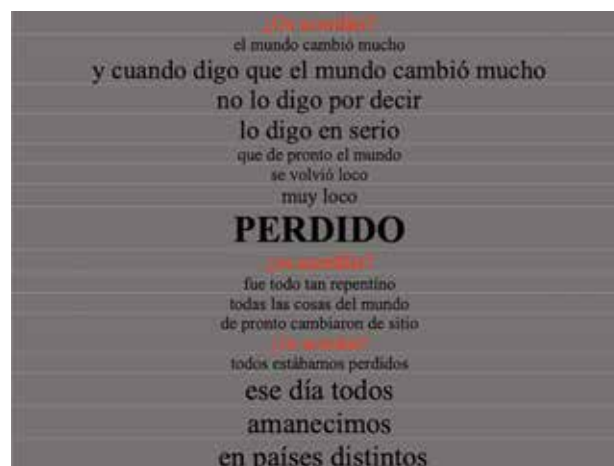 el mundo cambió mucho
y cuando digo que el mundo cambió mucho
no lo digo por decir
lo digo en serio
que de pronto el mundo
se volvió loco
muy loco
PERDIDO
fue todo tan repentino
todas las cosas del mundo
de pronto cambiaron de sitio
todos estábamos perdidos
ese día todos
amanecimos
en países distintos